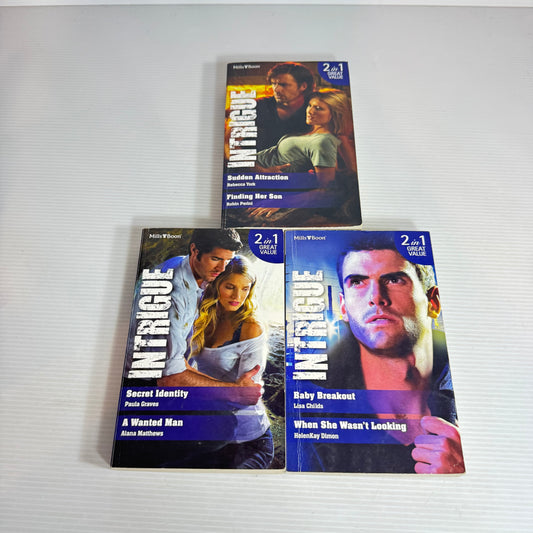 Mills & Boon
2 in 1
GREAT
VALUE
INTRIGUE
Sudden Attraction
Rebecca York
Finding Her Son
Robin Perini
Mills & Boon
2 in 1
GREAT
VALUE
INTRIGUE
Secret Identity
Paula Graves
A Wanted Man
Alana Matthews
Mills & Boon
2 in 1
GREAT
VALUE
INTRIGUE
Baby Breakout
Lisa Childs
When She Wasn't Looking
HelenKay Dimon